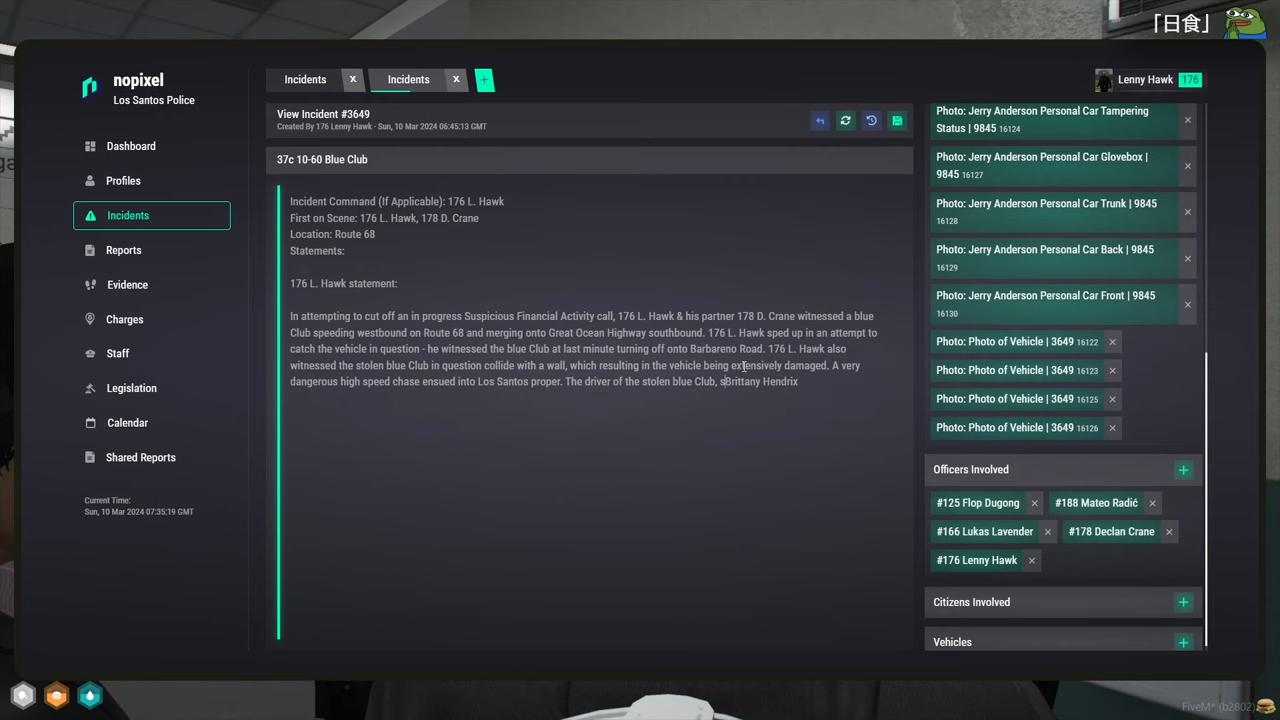 「日食」
nopixel
Los Santos Police
Dashboard
Profiles
Incidents
Reports
Evidence
Charges
Staff
Legislation
Calendar
Shared Reports
Current Time:
Sun, 10 Mar 2024 07:35:19 GMT
Incidents x Incidents x +
Lenny Hawk 176
View Incident #3649
Created By 176 Lenny Hawk - Sun, 10 Mar 2024 06:45:13 GMT
37c 10-60 Blue Club
Incident Command (If Applicable): 176 L. Hawk
First on Scene: 176 L. Hawk, 178 D. Crane
Location: Route 68
Statements:
176 L. Hawk statement:
In attempting to cut off an in progress Suspicious Financial Activity call, 176 L. Hawk & his partner 178 D. Crane witnessed a blue
Club speeding westbound on Route 68 and merging onto Great Ocean Highway southbound. 176 L. Hawk sped up in an attempt to
catch the vehicle in question - he witnessed the blue Club at last minute turning off onto Barbareno Road. 176 L. Hawk also
witnessed the stolen blue Club in question collide with a wall, which resulting in the vehicle being extensively damaged. A very
dangerous high speed chase ensued into Los Santos proper. The driver of the stolen blue Club, sBrittany Hendrix
Photo: Jerry Anderson Personal Car Tampering
Status | 9845 16124
Photo: Jerry Anderson Personal Car Glovebox |
9845 16127
Photo: Jerry Anderson Personal Car Trunk | 9845
16128
Photo: Jerry Anderson Personal Car Back | 9845
16129
Photo: Jerry Anderson Personal Car Front | 9845
16130
Photo: Photo of Vehicle | 3649 16122
Photo: Photo of Vehicle | 3649 16123
Photo: Photo of Vehicle | 3649 16125
Photo: Photo of Vehicle | 3649 16126
Officers Involved
#125 Flop Dugong
#188 Mateo Radić
#166 Lukas Lavender
#178 Declan Crane
#176 Lenny Hawk
Citizens Involved
Vehicles
FiveM* (b2802)